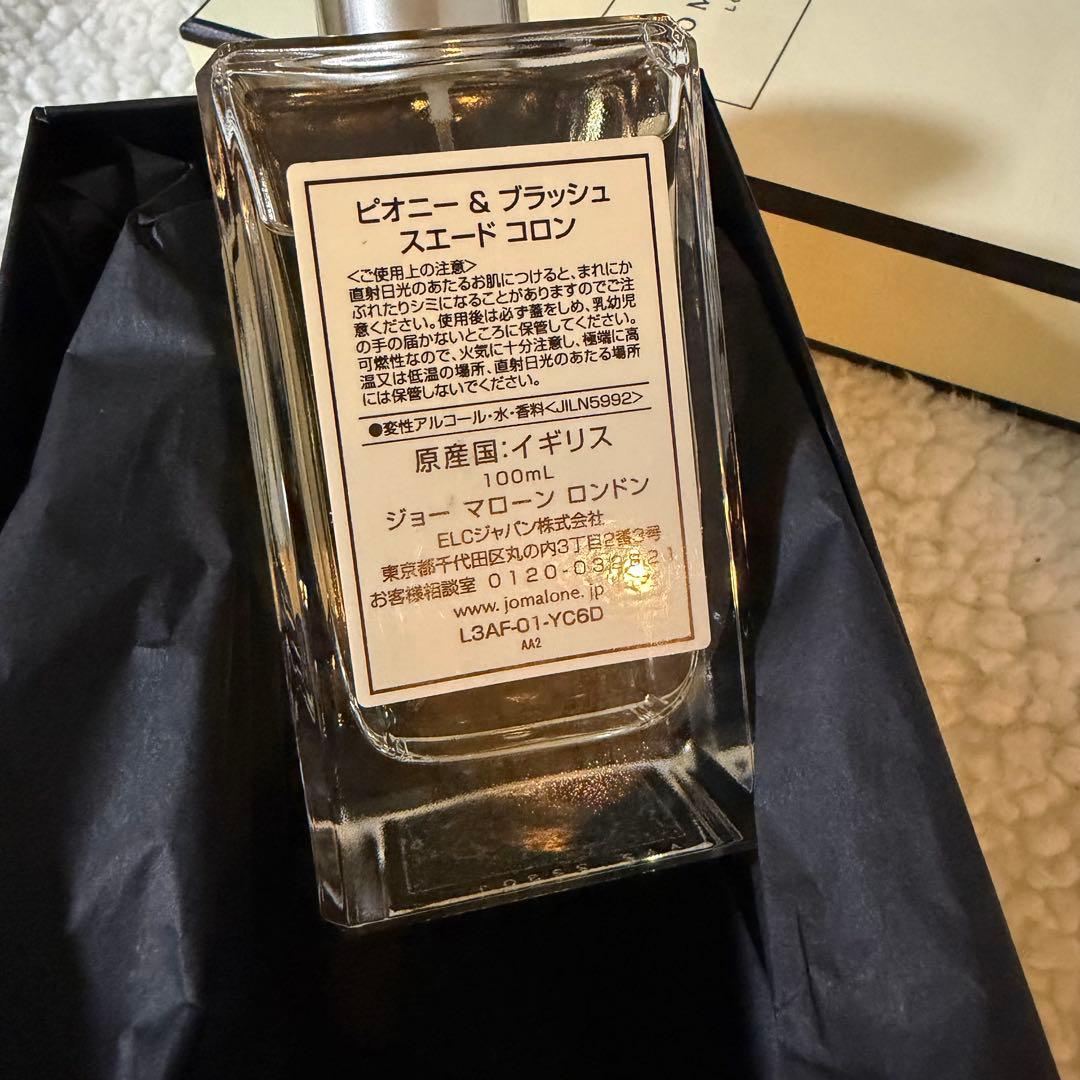 ピオニー & ブラッシュ
スエード コロン
<ご使用上の注意>
直射日光のあたるお肌につけると、まれにか
ぶれたりシミになることがありますのでご注
意ください。使用後は必ず蓋をしめ、乳幼児
の手の届かないところに保管してください。
可燃性なので、火気に十分注意し、極端に高
温又は低温の場所、直射日光のあたる場所
には保管しないでください。
●変性アルコール・水・香料<JILN5992>
原産国:イギリス
100mL
ジョー マローン ロンドン
ELCジャパン株式会社
東京都千代田区丸の内3丁目2番3号
お客様相談室
www.jomalone.jp
L3AF-01-YC6D
AA2